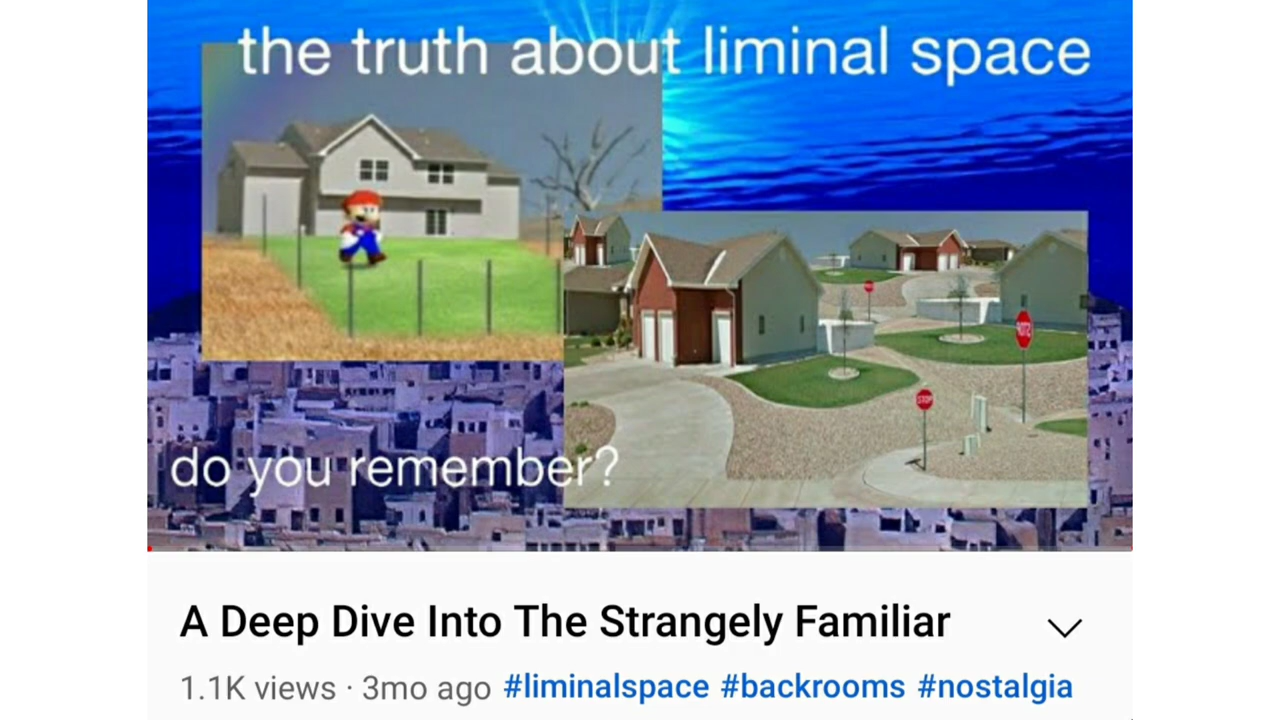 the truth about liminal space
STOP
do you remember?
A Deep Dive Into The Strangely Familiar
1.1K views · 3mo ago #liminalspace #backrooms #nostalgia